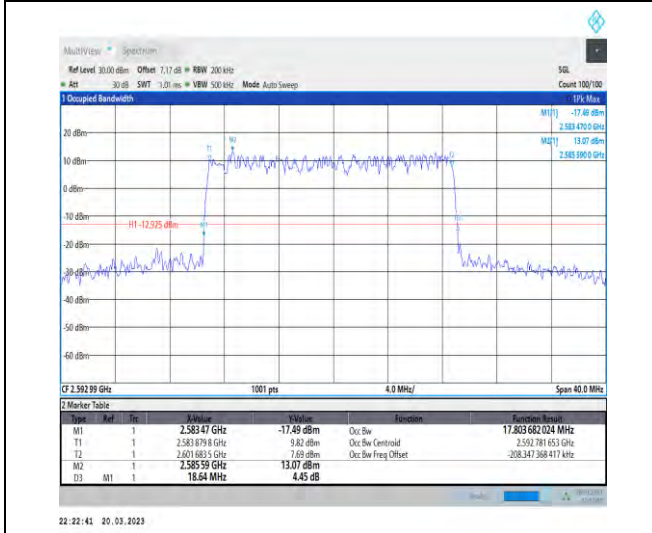 MultiView Spectrum
Ref Level 30.00 dBm Offset 7.17 dB RBW 200 kHz SGL
Att 30 dB SWT 1.01 ms VBW 500 kHz Mode Auto Sweep Count 100/100
1 Occupied Bandwidth 1Pk Max
M1[1] -17.49 dBm
2.583 470 0 GHz
M2[1] 13.07 dBm
2.585 590 0 GHz
20 dBm
T1 M2
10 dBm
0 dBm
-10 dBm
H1 -12.925 dBm
-20 dBm
-30 dBm
-40 dBm
-50 dBm
-60 dBm
CF 2.592 99 GHz 1001 pts 4.0 MHz/ Span 40.0 MHz
2 Marker Table
Type Ref Trc X-Value Y-Value Function Function Result
M1 1 2.583 47 GHz -17.49 dBm Occ Bw 17.803 682 024 MHz
T1 1 2.583 879 8 GHz 9.82 dBm Occ Bw Centroid 2.592 781 653 GHz
T2 1 2.601 683 5 GHz 7.69 dBm Occ Bw Freq Offset -208.347 368 417 kHz
M2 1 2.585 59 GHz 13.07 dBm
D3 M1 1 18.64 MHz 4.45 dB
22:22:41 20.03.2023